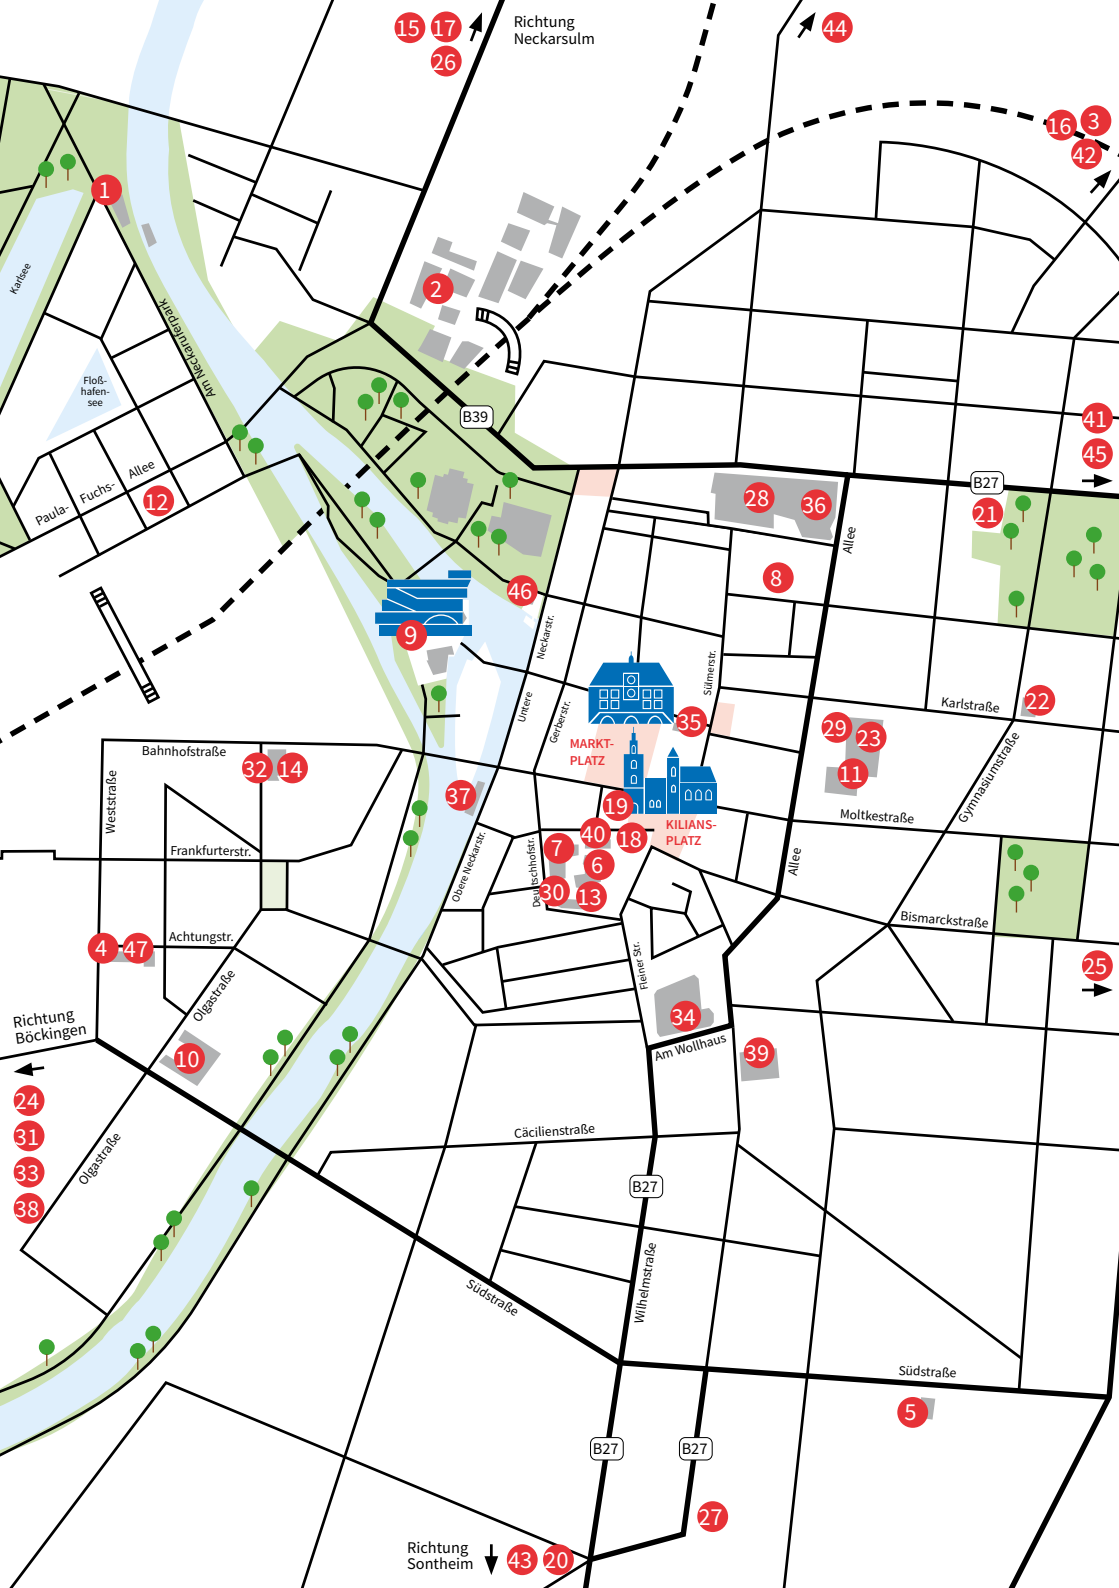 15
17
Richtung
Neckarsulm
26
44
16
3
42
1
2
Karlsee
Am Neckaruferpark
Floß-
hafen-
see
B39
41
45
Paula-
Fuchs-
Allee
12
28
36
B27
21
Allee
8
46
9
Neckarstr.
Untere
Gerberstr.
Sülmerstr.
35
Karlstraße
22
29
23
11
MARKT-
PLATZ
Bahnhofstraße
32
14
37
19
Moltkestraße
Gymnasiumstraße
Weststraße
Frankfurterstr.
Obere Neckarstr.
Deutschhofstr.
7
40
18
KILIANS-
PLATZ
6
30
13
Allee
Bismarckstraße
4
47
Achtungstr.
Olgastraße
Fleiner Str.
25
34
Am Wollhaus
39
Richtung
Böckingen
10
24
31
33
38
Olgastraße
Cäcilienstraße
B27
Wilhelmstraße
Südstraße
Südstraße
5
B27
B27
27
Richtung
Sontheim
43
20